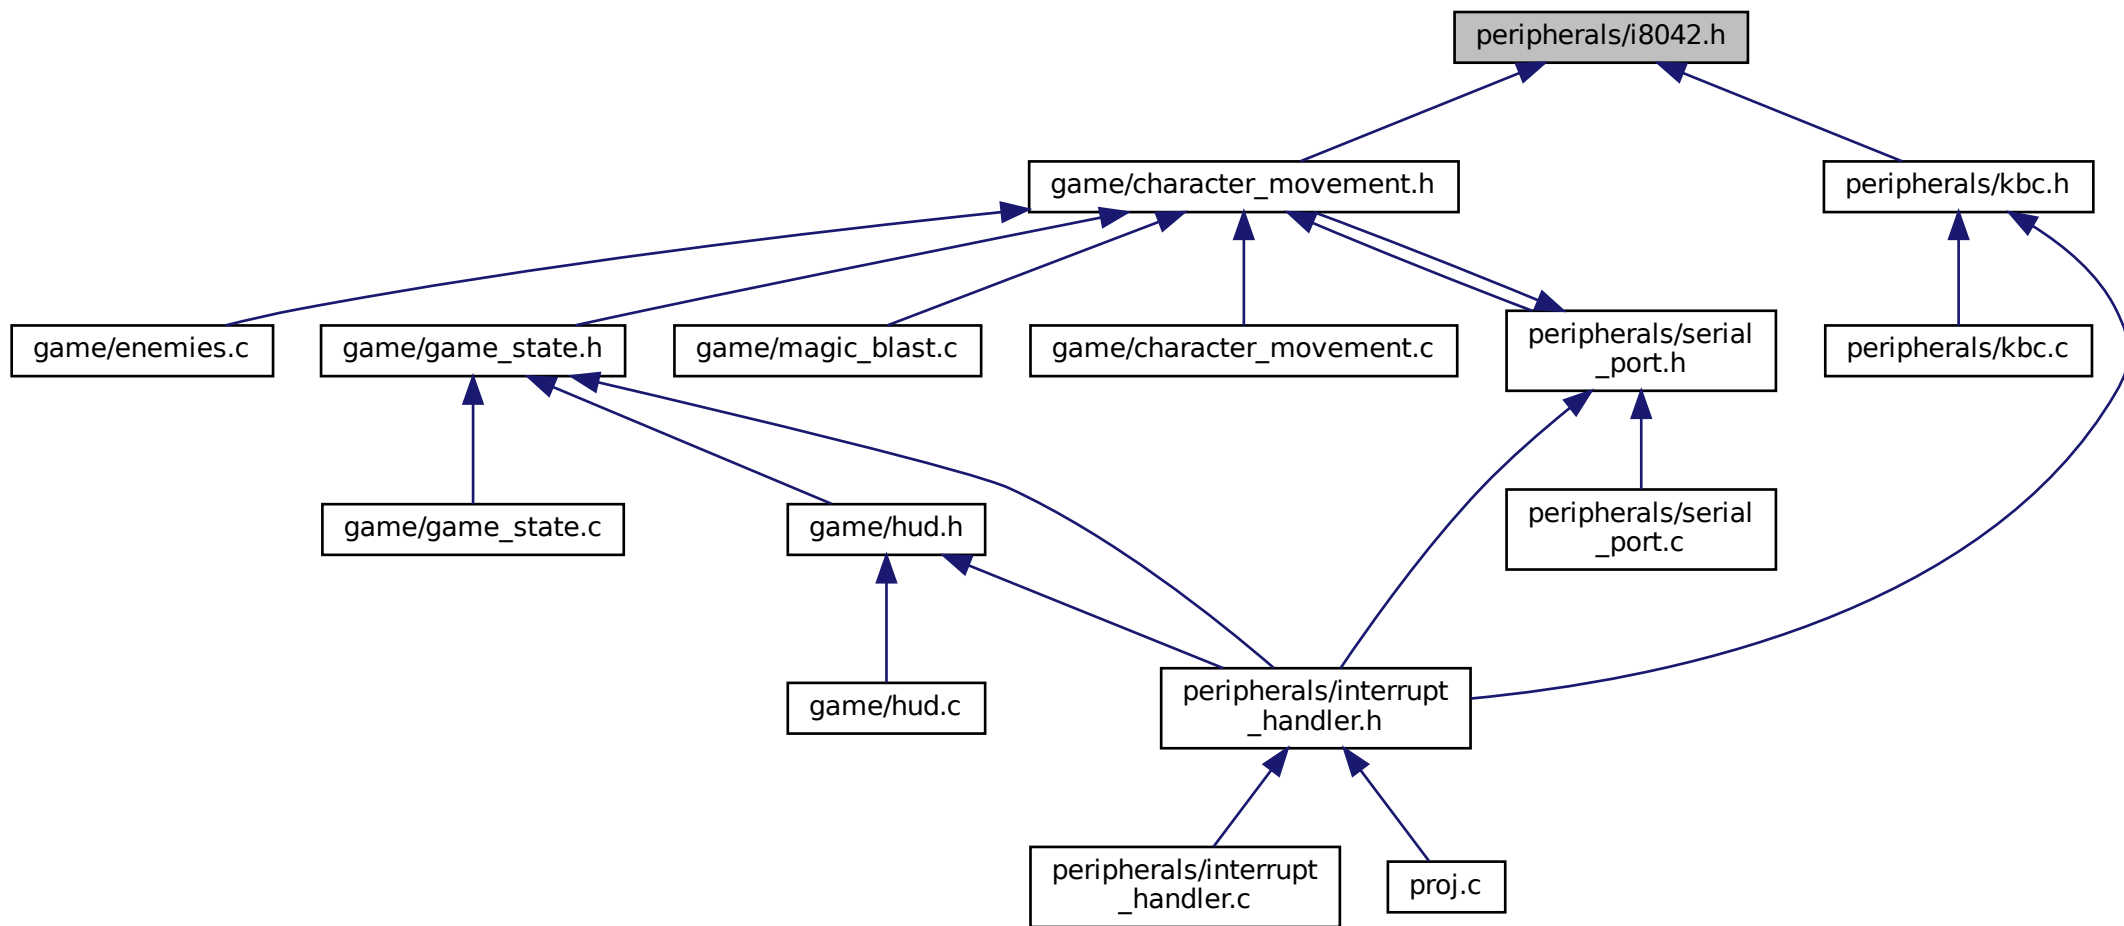 peripherals/i8042.h
game/character_movement.h
peripherals/kbc.h
game/enemies.c
game/game_state.h
game/magic_blast.c
game/character_movement.c
peripherals/serial
_port.h
peripherals/kbc.c
game/game_state.c
game/hud.h
peripherals/serial
_port.c
game/hud.c
peripherals/interrupt
_handler.h
peripherals/interrupt
_handler.c
proj.c